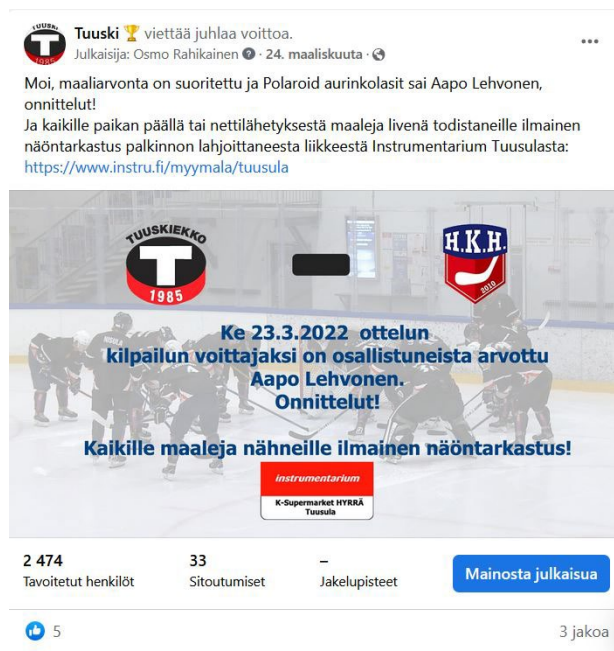 Tuuski 🏆 viettää juhlaa voittoa.
Julkaisija: Osmo Rahikainen · 24. maaliskuuta ·
Moi, maaliarvonta on suoritettu ja Polaroid aurinkolasit sai Aapo Lehvonen,
onnittelut!
Ja kaikille paikan päällä tai nettilähetyksestä maaleja livenä todistaneille ilmainen
näöntarkastus palkinnon lahjoittaneesta liikkeestä Instrumentarium Tuusulasta:
https://www.instru.fi/myymala/tuusula
TUUSKIEKKO
T
1985
H.K.H.
2010
Ke 23.3.2022 ottelun
kilpailun voittajaksi on osallistuneista arvottu
Aapo Lehvonen.
Onnittelut!
Kaikille maaleja nähneille ilmainen näöntarkastus!
instrumentarium
K-Supermarket HYRRÄ
Tuusula
2 474
Tavoitetut henkilöt
33
Sitoutumiset
–
Jakelupisteet
Mainosta julkaisua
5
3 jakoa